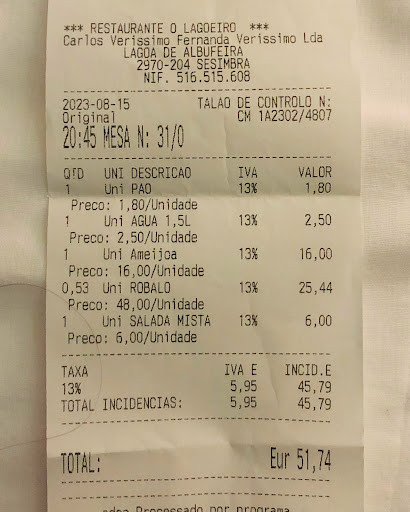 *** RESTAURANTE O LAGOEIRO ***
Carlos Verissimo Fernanda Verissimo Lda
LAGOA DE ALBUFEIRA
2970-204 SESIMBRA
NIF. 516.515.608
2023-08-15 TALAO DE CONTROLO N:
Original CM 1A2302/4807
20:45 MESA N: 31/0
QTD UNI DESCRICAO IVA VALOR
1 Uni PAO 13% 1,80
Preco: 1,80/Unidade
1 Uni AGUA 1,5L 13% 2,50
Preco: 2,50/Unidade
1 Uni Ameijoa 13% 16,00
Preco: 16,00/Unidade
0,53 Uni ROBALO 13% 25,44
Preco: 48,00/Unidade
1 Uni SALADA MISTA 13% 6,00
Preco: 6,00/Unidade
TAXA IVA E INCID.E
13% 5,95 45,79
TOTAL INCIDENCIAS: 5,95 45,79
TOTAL: Eur 51,74
Processado por programa